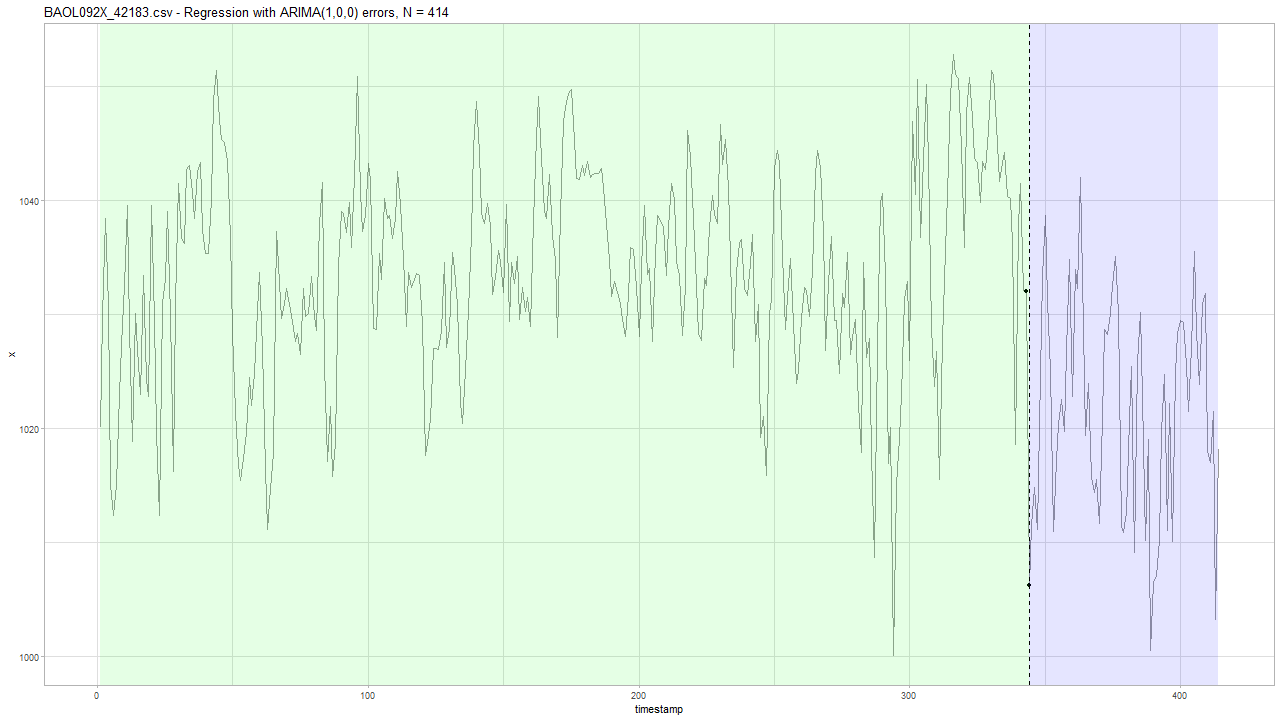 BAOL092X_42183.csv - Regression with ARIMA(1,0,0) errors, N = 414
x
1040
1020
1000
0 100 200 300 400
timestamp